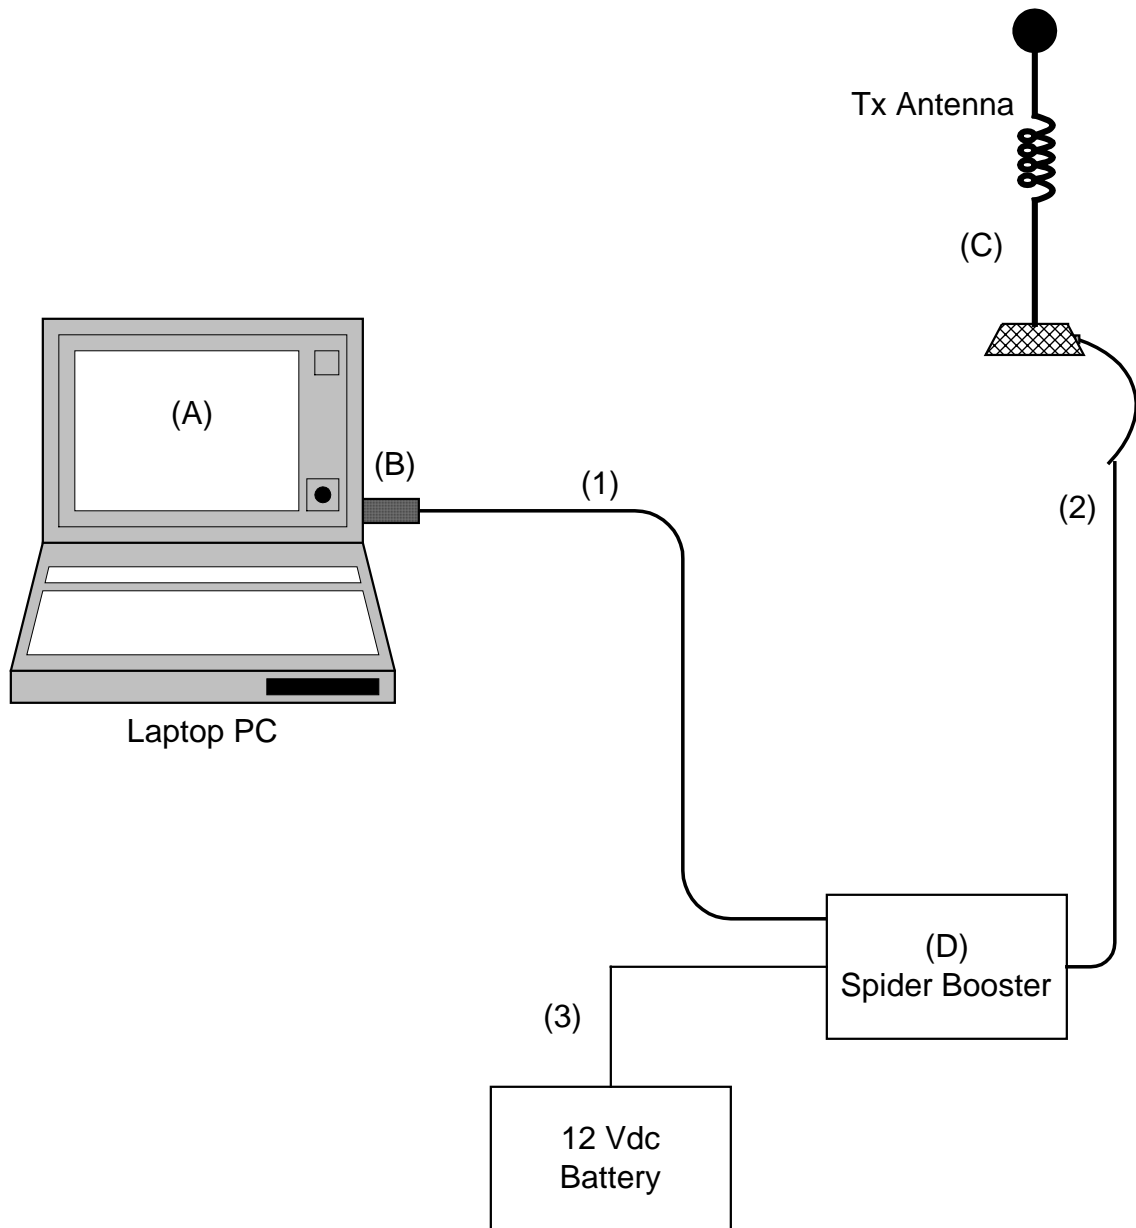 Tx Antenna
(C)
(A)
(B)
(1)
(2)
Laptop PC
(D)
Spider Booster
(3)
12 Vdc
Battery